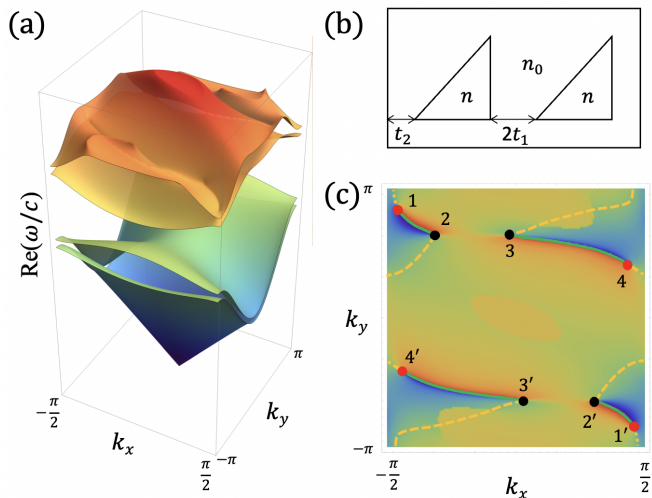 (a)
Re(ω/c)
−π/2
k_x
π/2
−π
k_y
π
(b)
n_0
n
n
t_2
2t_1
(c)
π
1
2
3
4
k_y
4′
3′
2′
1′
−π
−π/2
k_x
π/2